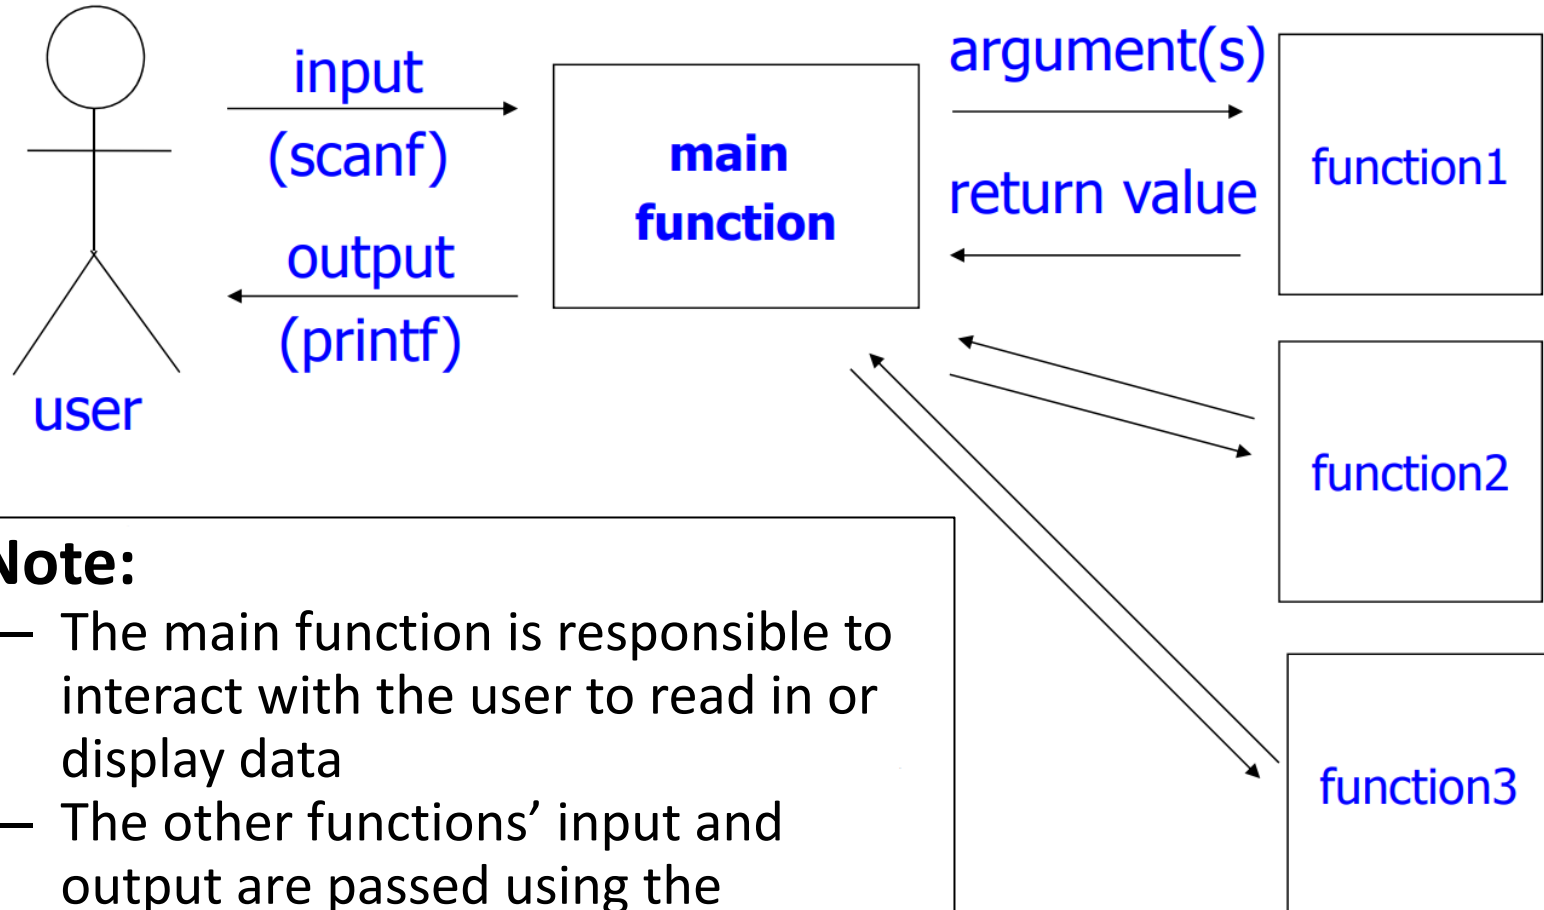 input
(scanf)
output
(printf)
user
main
function
argument(s)
return value
function1
function2
function3
Note:
– The main function is responsible to
interact with the user to read in or
display data
– The other functions’ input and
output are passed using the